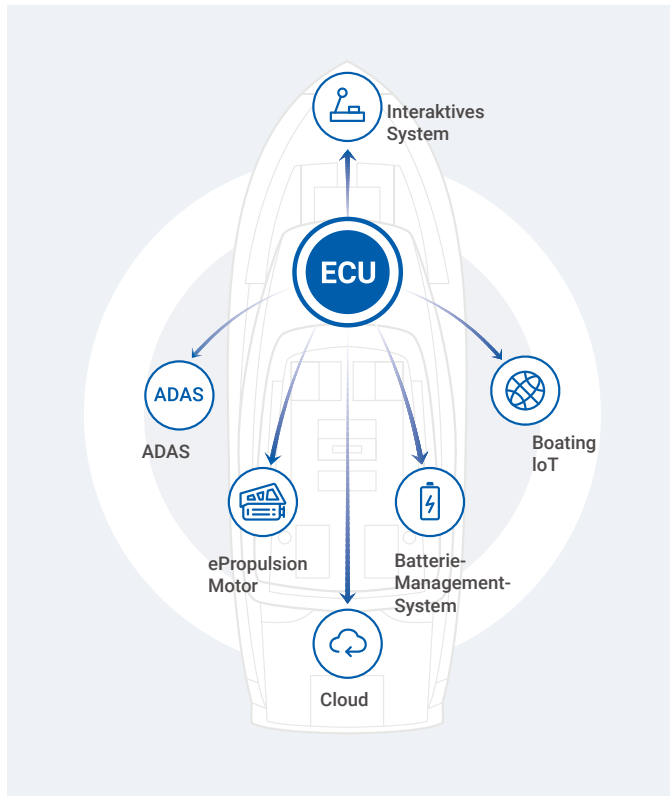 Interaktives
System
ECU
ADAS
ADAS
Boating
IoT
ePropulsion
Motor
Batterie-
Management-
System
Cloud